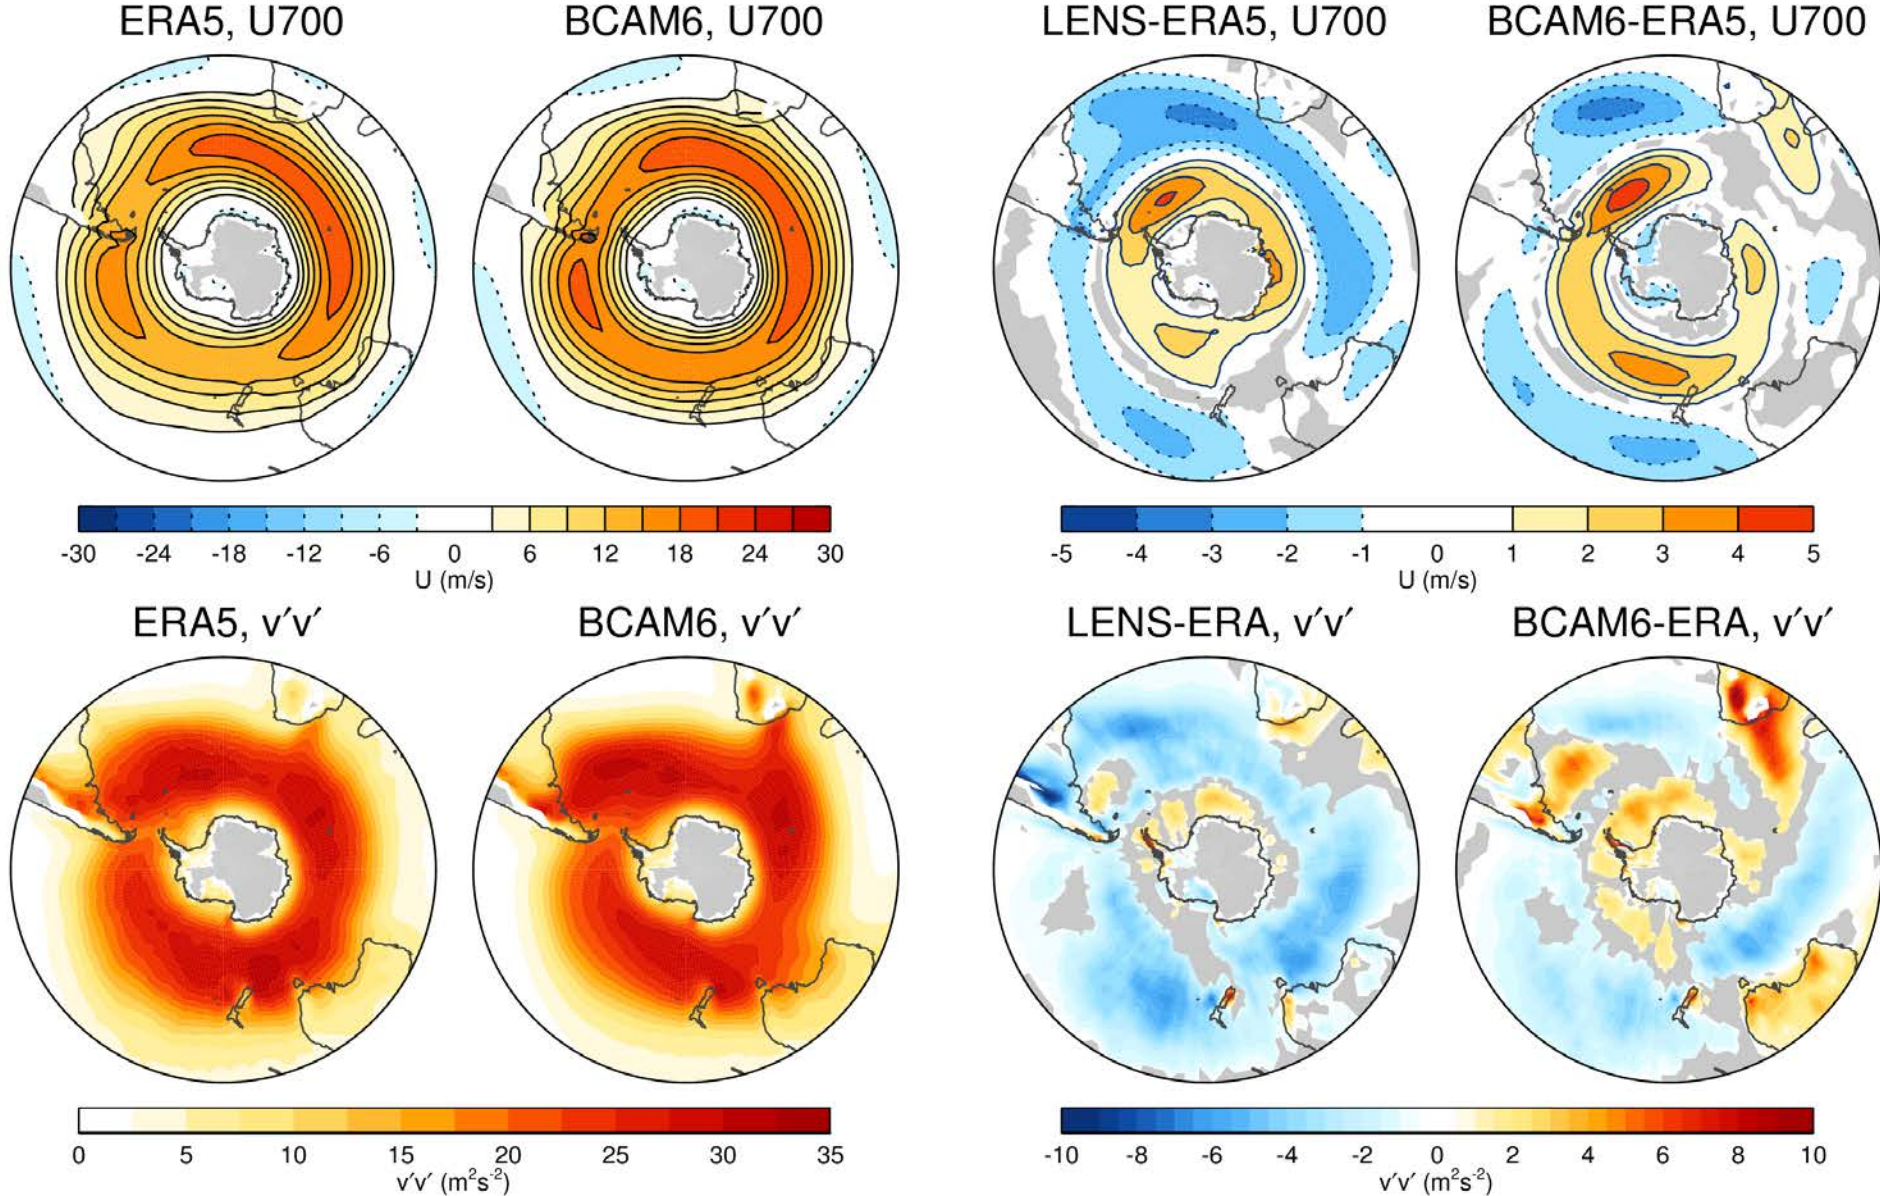 ERA5, U700
BCAM6, U700
LENS-ERA5, U700
BCAM6-ERA5, U700
-30 -24 -18 -12 -6 0 6 12 18 24 30
U (m/s)
-5 -4 -3 -2 -1 0 1 2 3 4 5
U (m/s)
ERA5, v′v′
BCAM6, v′v′
LENS-ERA, v′v′
BCAM6-ERA, v′v′
0 5 10 15 20 25 30 35
v′v′ (m²s⁻²)
-10 -8 -6 -4 -2 0 2 4 6 8 10
v′v′ (m²s⁻²)